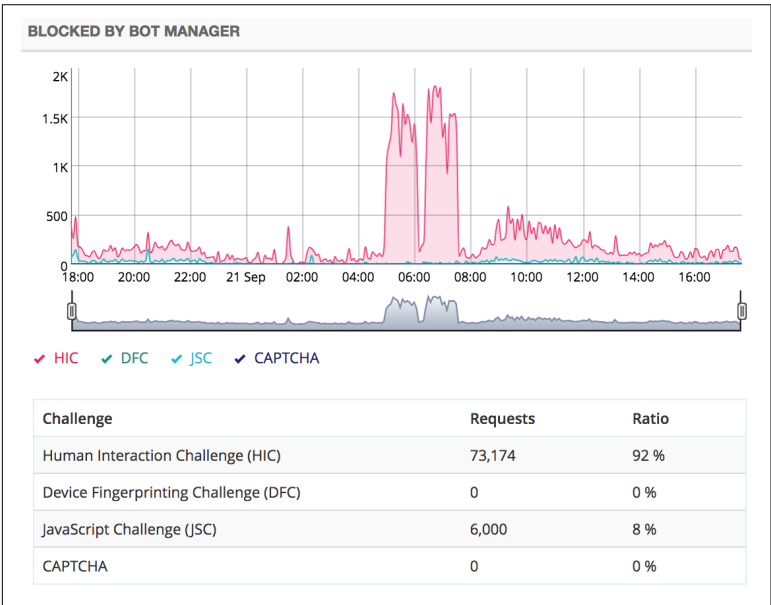 BLOCKED BY BOT MANAGER
2K
1.5K
1K
500
0
18:00 20:00 22:00 21 Sep 02:00 04:00 06:00 08:00 10:00 12:00 14:00 16:00
HIC DFC JSC CAPTCHA
Challenge Requests Ratio
Human Interaction Challenge (HIC) 73,174 92 %
Device Fingerprinting Challenge (DFC) 0 0 %
JavaScript Challenge (JSC) 6,000 8 %
CAPTCHA 0 0 %